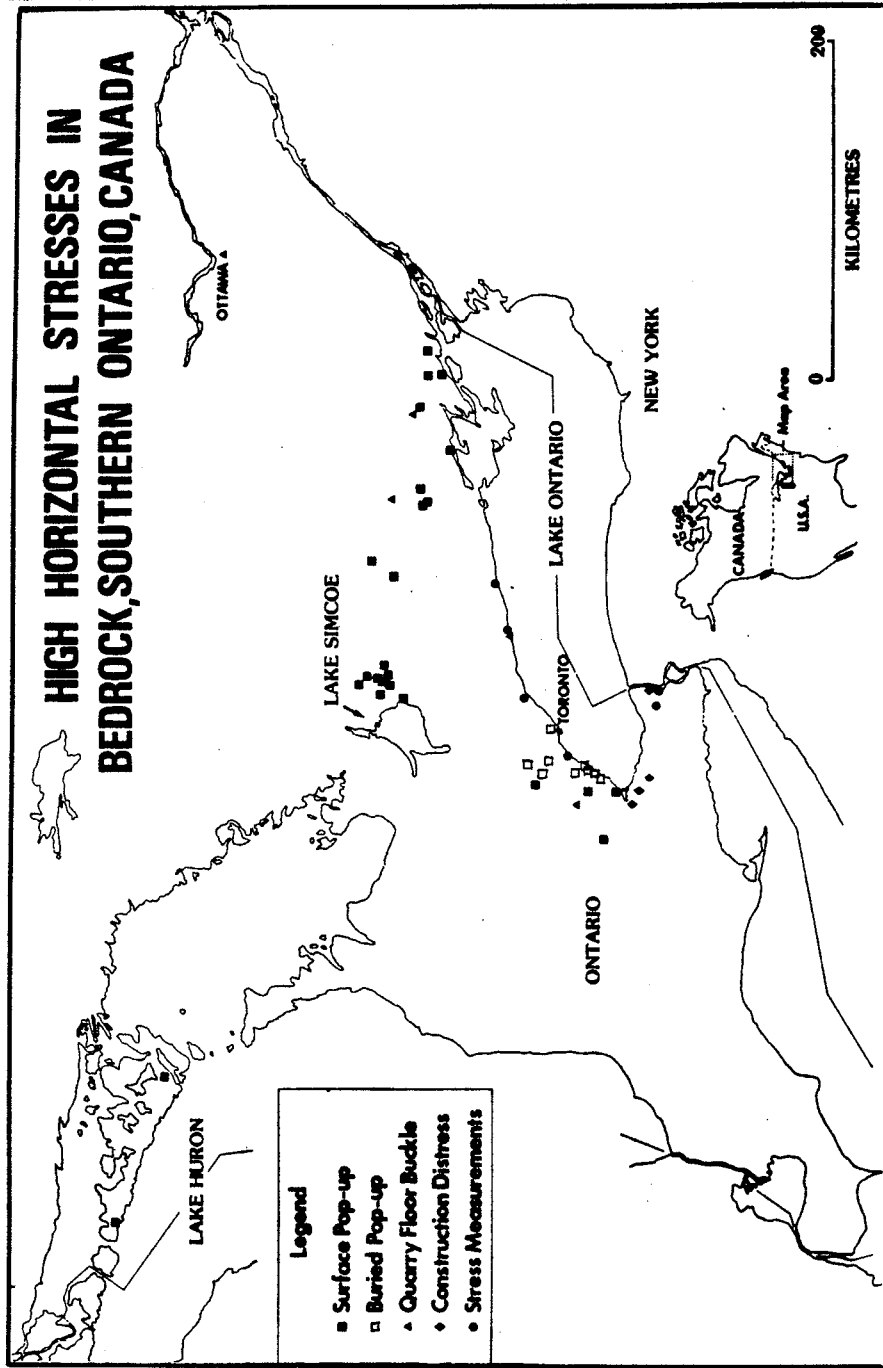 HIGH HORIZONTAL STRESSES IN
BEDROCK, SOUTHERN ONTARIO, CANADA
OTTAWA
LAKE SIMCOE
LAKE HURON
LAKE ONTARIO
TORONTO
NEW YORK
ONTARIO
Legend
Surface Pop-up
Buried Pop-up
Quarry Floor Buckle
Construction Distress
Stress Measurements
CANADA
U.S.A.
Map Area
0 200
KILOMETRES